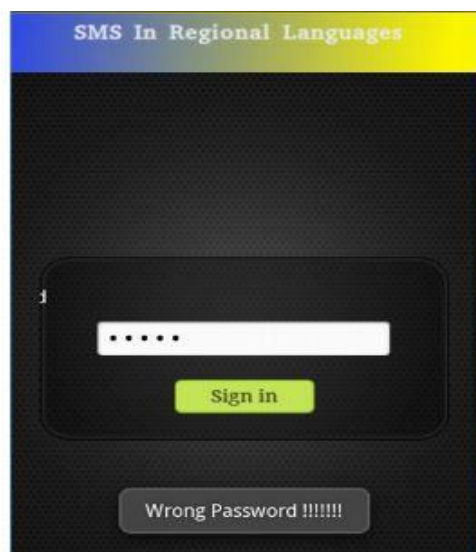 SMS In Regional Languages
d
•••••
Sign in
Wrong Password !!!!!!!